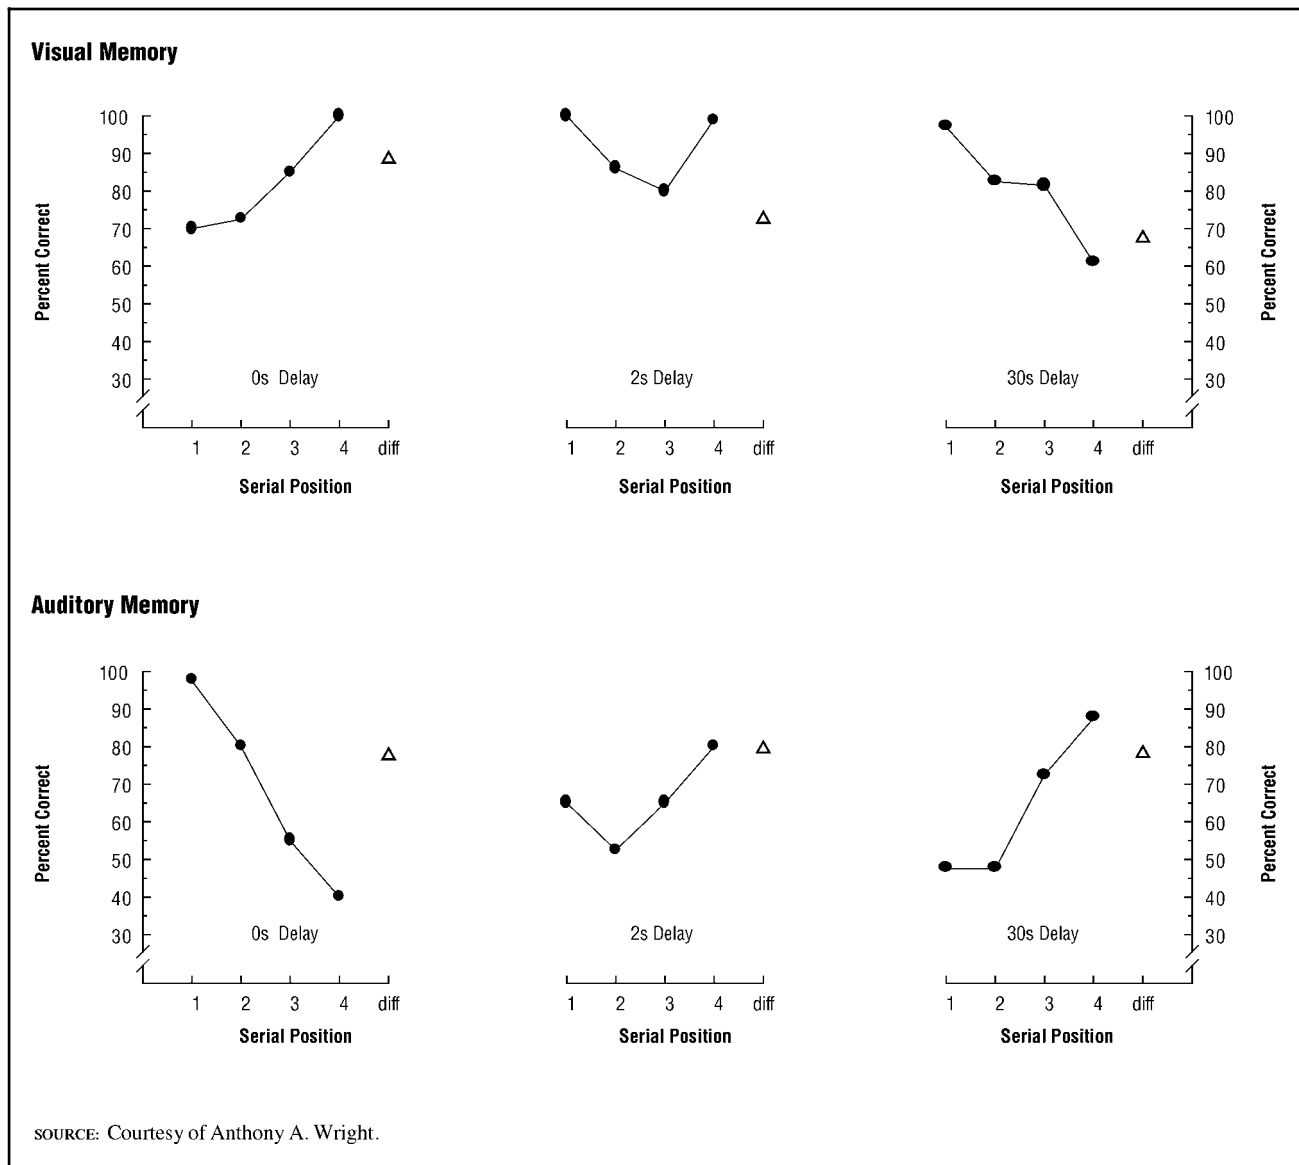 Visual Memory
100 100
90 90
80 80
70 70
60 60
50 50
40 40
30 30
Percent Correct
Percent Correct
0s Delay 2s Delay 30s Delay
1 2 3 4 diff 1 2 3 4 diff 1 2 3 4 diff
Serial Position Serial Position Serial Position
Auditory Memory
100 100
90 90
80 80
70 70
60 60
50 50
40 40
30 30
Percent Correct
Percent Correct
0s Delay 2s Delay 30s Delay
1 2 3 4 diff 1 2 3 4 diff 1 2 3 4 diff
Serial Position Serial Position Serial Position
SOURCE: Courtesy of Anthony A. Wright.